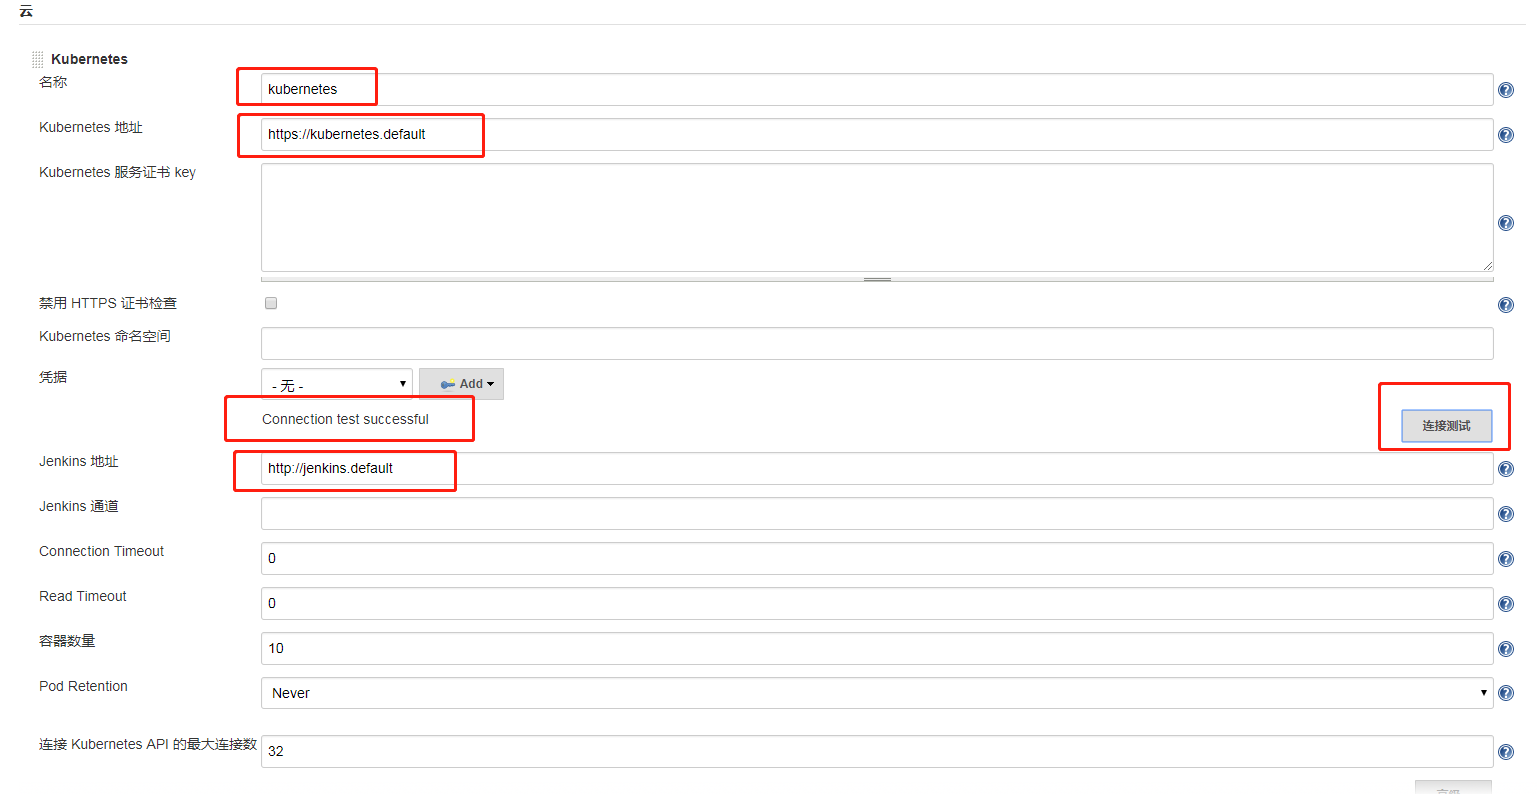 云
Kubernetes
名称
kubernetes
Kubernetes 地址
https://kubernetes.default
Kubernetes 服务证书 key
禁用 HTTPS 证书检查
Kubernetes 命名空间
凭据
- 无 -
Add
Connection test successful
连接测试
Jenkins 地址
http://jenkins.default
Jenkins 通道
Connection Timeout
0
Read Timeout
0
容器数量
10
Pod Retention
Never
连接 Kubernetes API 的最大连接数
32